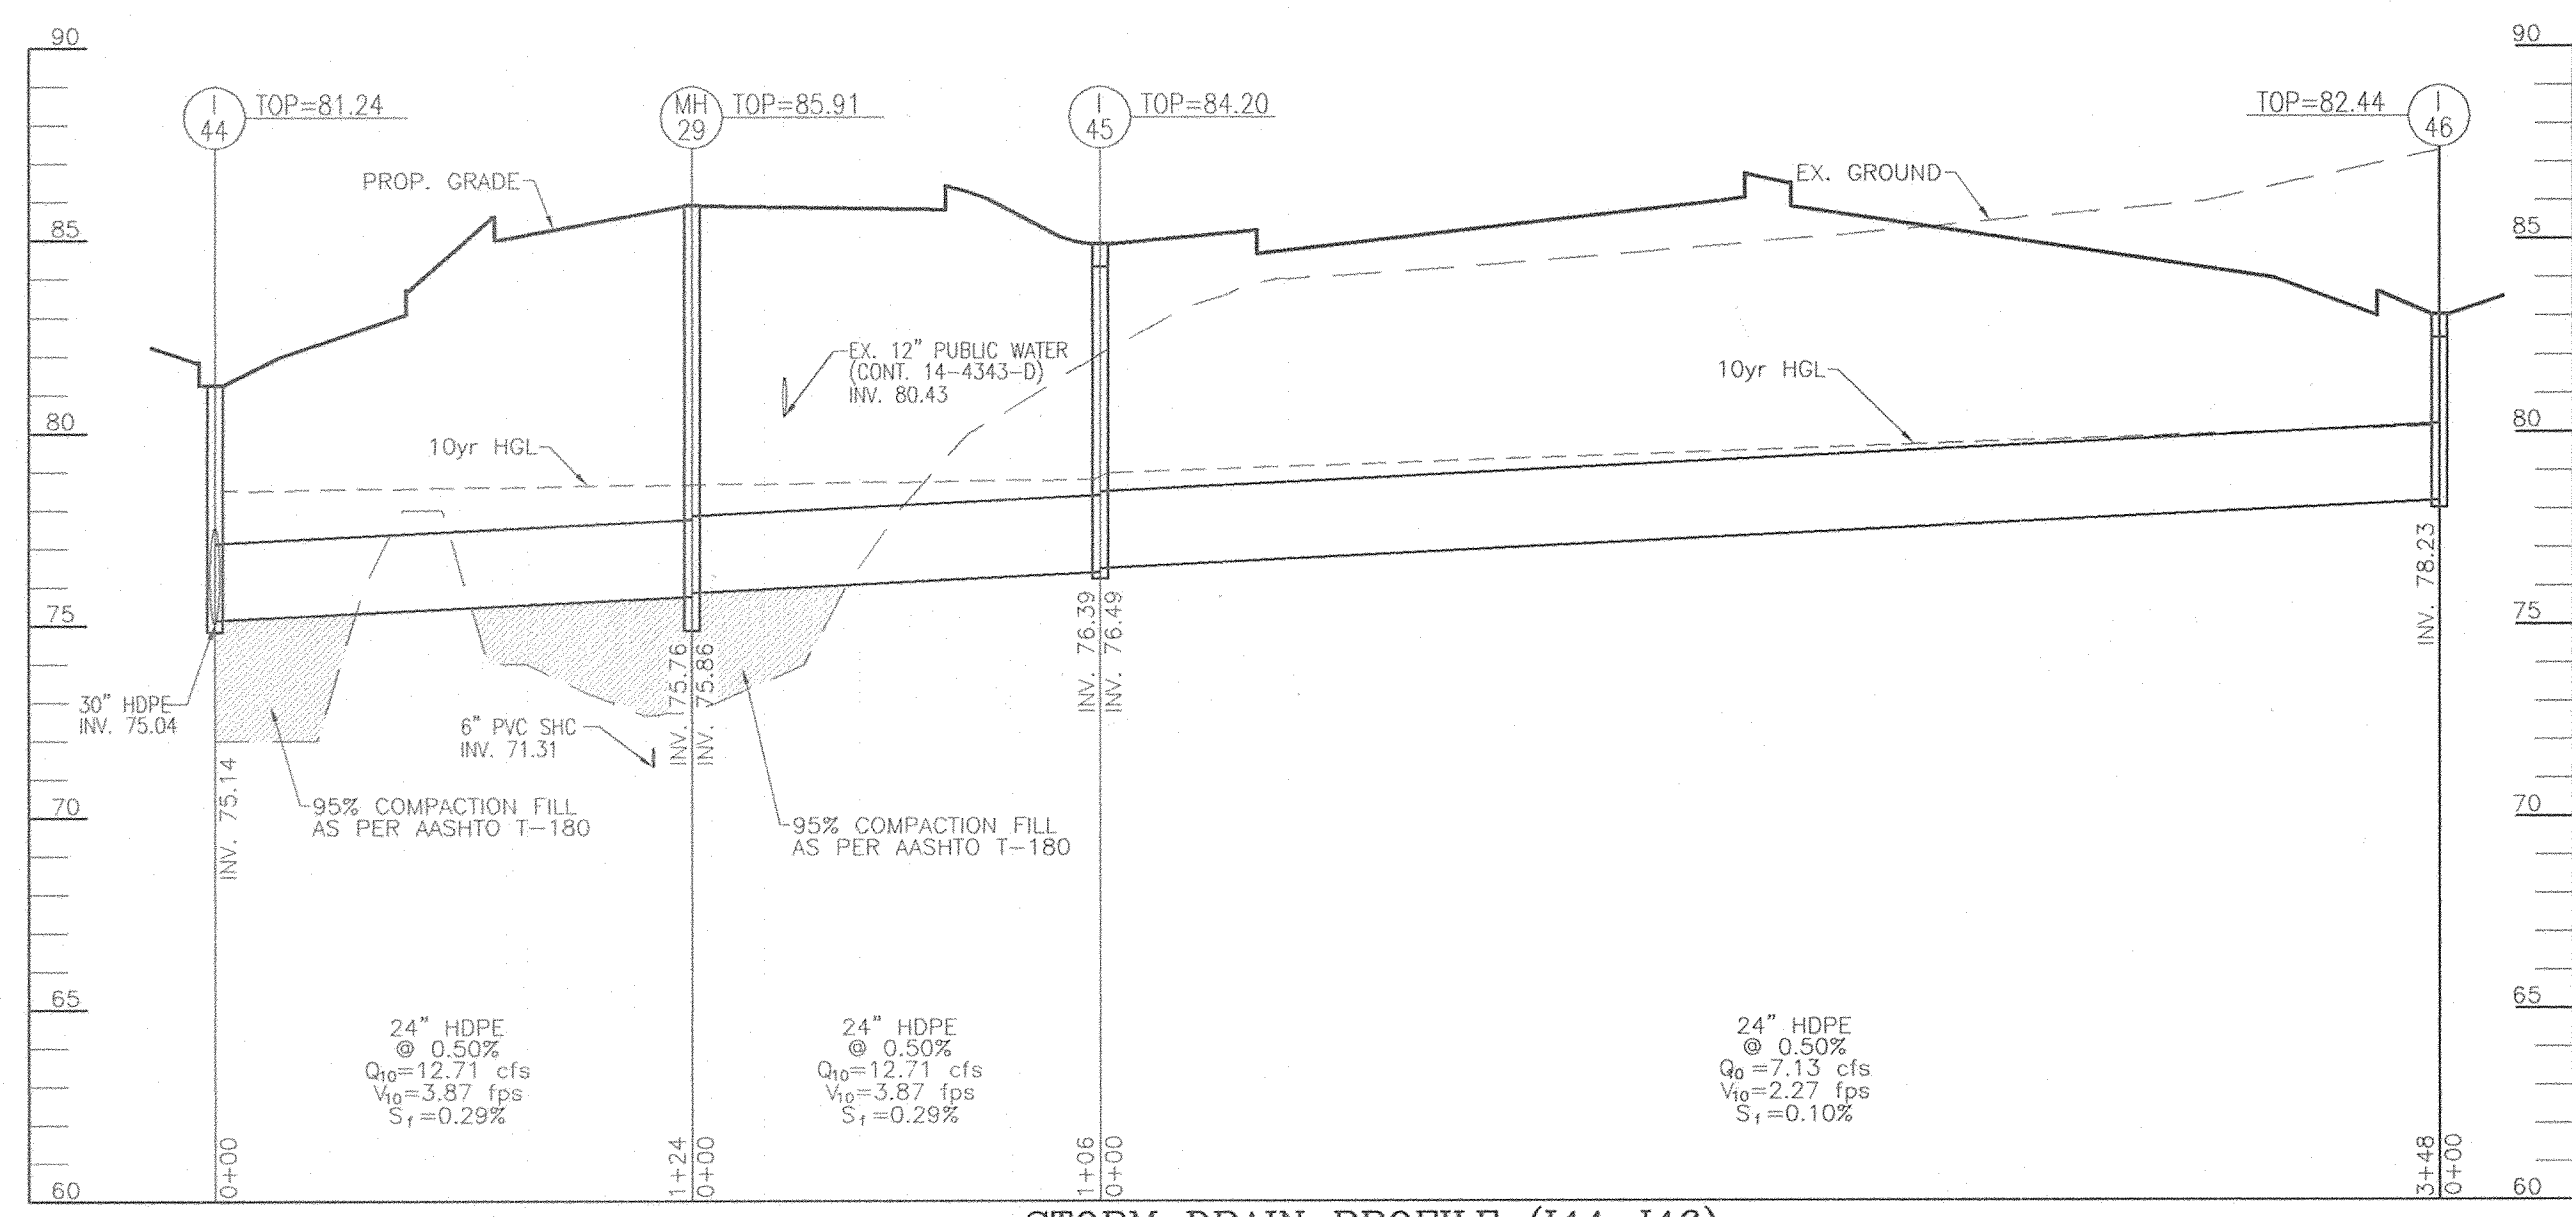 90
90
I
44
TOP=81.24
MH
29
TOP=85.91
I
45
TOP=84.20
TOP=82.44
I
46
PROP. GRADE
EX. GROUND
85
85
EX. 12" PUBLIC WATER
(CONT. 14-4343-D)
INV. 80.43
10yr HGL
80
80
10yr HGL
75
75
INV. 78.23
INV. 76.39
INV. 76.49
INV. 75.76
INV. 75.86
30" HDPE
INV. 75.04
6" PVC SHC
INV. 71.31
INV. 75.14
70
70
95% COMPACTION FILL
AS PER AASHTO T-180
95% COMPACTION FILL
AS PER AASHTO T-180
65
65
24" HDPE
@ 0.50%
Q10=12.71 cfs
V10=3.87 fps
Sf=0.29%
24" HDPE
@ 0.50%
Q10=12.71 cfs
V10=3.87 fps
Sf=0.29%
24" HDPE
@ 0.50%
Q10=7.13 cfs
V10=2.27 fps
Sf=0.10%
0+00
1+24
0+00
1+06
0+00
3+48
0+00
60
60
STORM DRAIN PROFILE (I44-I46)